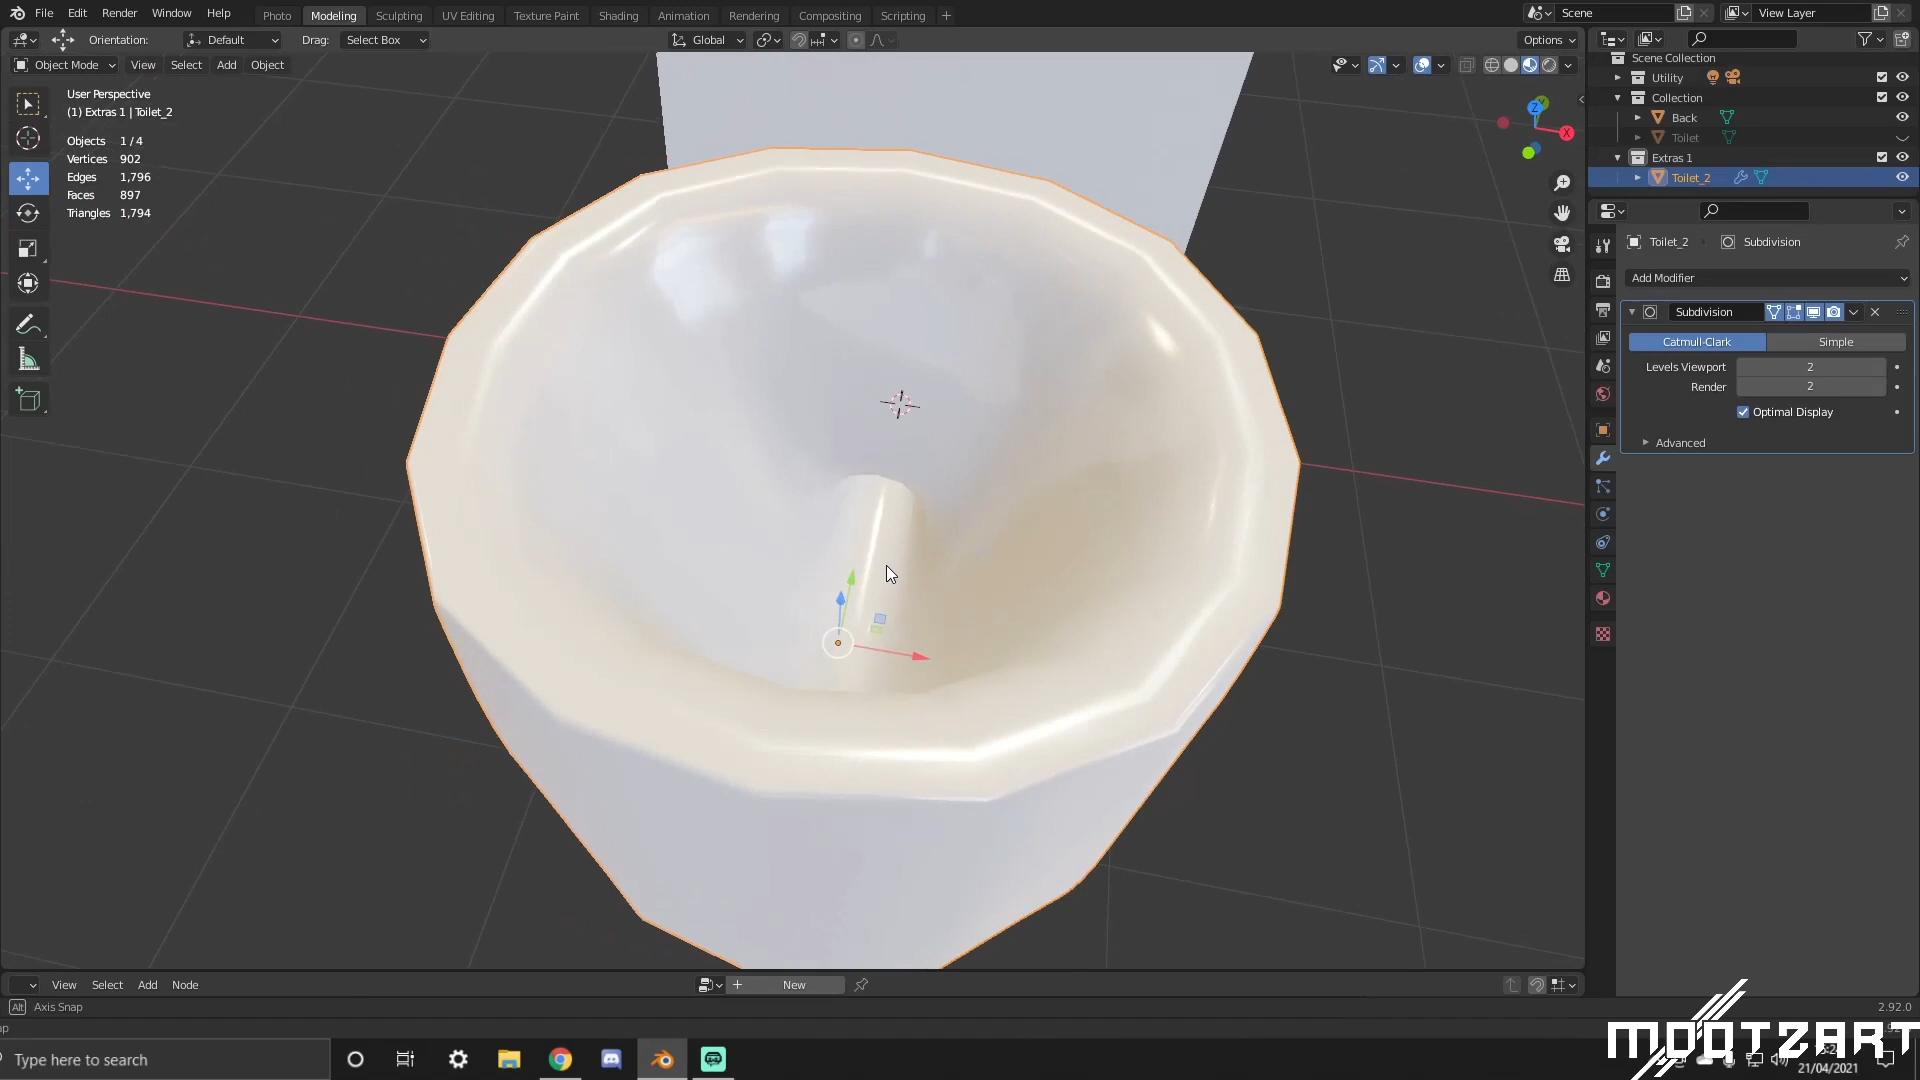 File Edit Render Window Help Photo Modeling Sculpting UV Editing Texture Paint Shading Animation Rendering Compositing Scripting + Scene View Layer
Orientation: Default Drag: Select Box Global Options
Object Mode View Select Add Object
User Perspective
(1) Extras 1 | Toilet_2
Objects 1 / 4
Vertices 902
Edges 1,796
Faces 897
Triangles 1,794
Z
X
Scene Collection
Utility
Collection
Back
Toilet
Extras 1
Toilet_2
Toilet_2 Subdivision
Add Modifier
Subdivision
Catmull-Clark Simple
Levels Viewport 2
Render 2
Optimal Display
Advanced
View Select Add Node + New
Alt Axis Snap 2.92.0
Type here to search
MOOTZART
21/04/2021